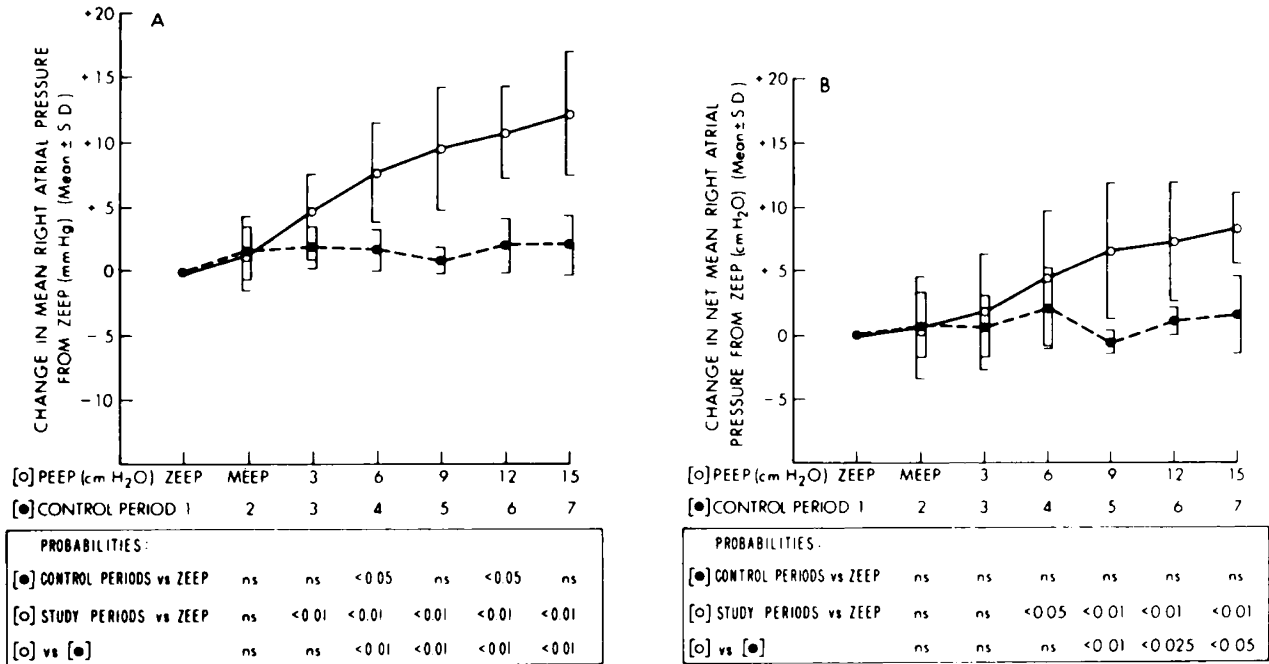 A
CHANGE IN MEAN RIGHT ATRIAL PRESSURE
FROM ZEEP (mm Hg) (Mean ± S D)
+20
+15
+10
+5
0
-5
-10
[o] PEEP (cm H2O) ZEEP MEEP 3 6 9 12 15
[●] CONTROL PERIOD 1 2 3 4 5 6 7
PROBABILITIES:
[●] CONTROL PERIODS vs ZEEP ns ns <0.05 ns <0.05 ns
[o] STUDY PERIODS vs ZEEP ns <0.01 <0.01 <0.01 <0.01 <0.01
[o] vs [●] ns ns <0.01 <0.01 <0.01 <0.01
B
CHANGE IN NET MEAN RIGHT ATRIAL
PRESSURE FROM ZEEP (cm H2O) (Mean ± S D)
+20
+15
+10
+5
0
-5
[o] PEEP (cm H2O) ZEEP MEEP 3 6 9 12 15
[●] CONTROL PERIOD 1 2 3 4 5 6 7
PROBABILITIES:
[●] CONTROL PERIODS vs ZEEP ns ns ns ns ns ns
[o] STUDY PERIODS vs ZEEP ns ns <0.05 <0.01 <0.01 <0.01
[o] vs [●] ns ns ns <0.01 <0.025 <0.05